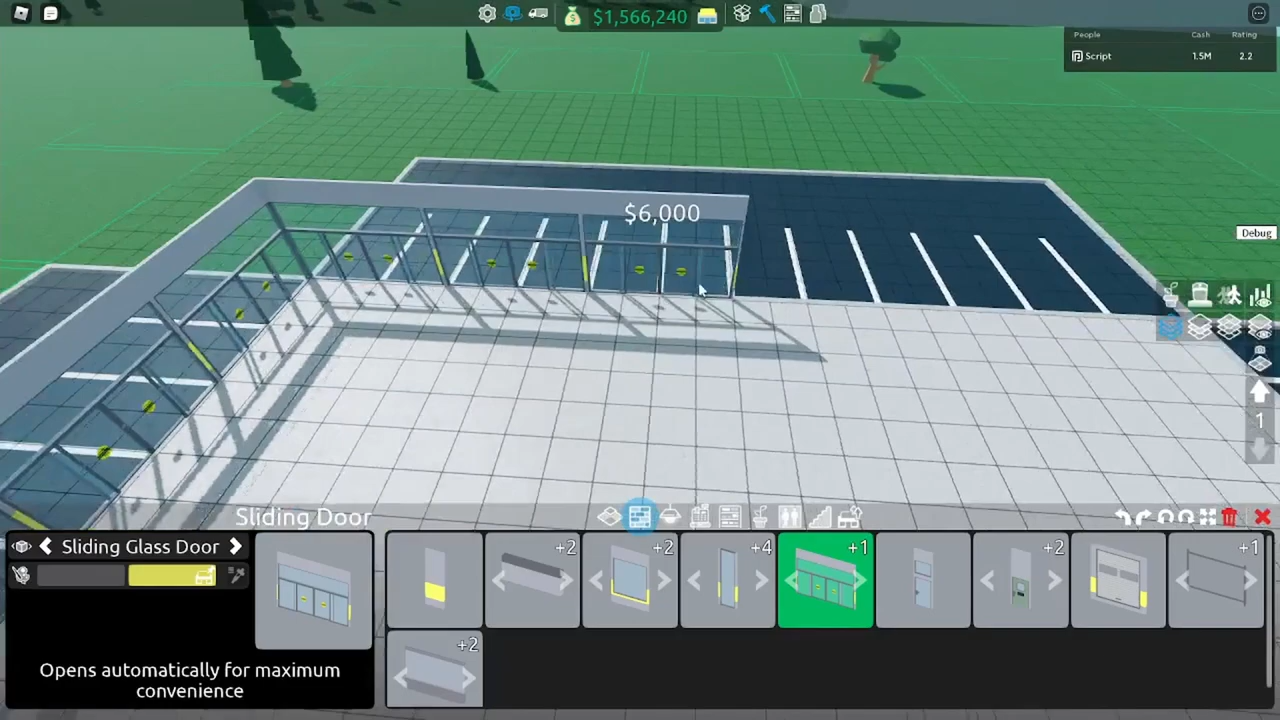 $1,566,240
People Cash Rating
Script 1.5M 2.2
$6,000
Debug
1
Sliding Door
Sliding Glass Door
+2
+2
+4
+1
+2
+1
+2
Opens automatically for maximum
convenience